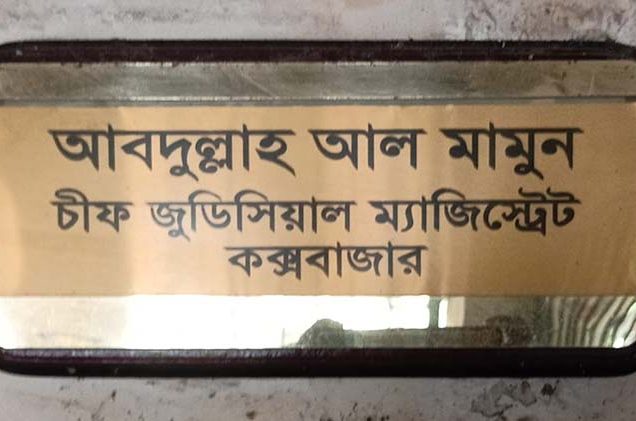 আবদুল্লাহ আল মামুন
চীফ জুডিসিয়াল ম্যাজিস্ট্রেট
কক্সবাজার